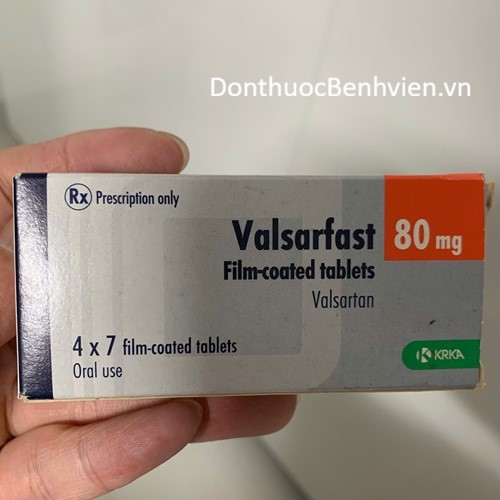 DonthuocBenhvien.vn
Rx Prescription only
Valsarfast 80 mg
Film-coated tablets
Valsartan
4 x 7 film-coated tablets
Oral use
KRKA